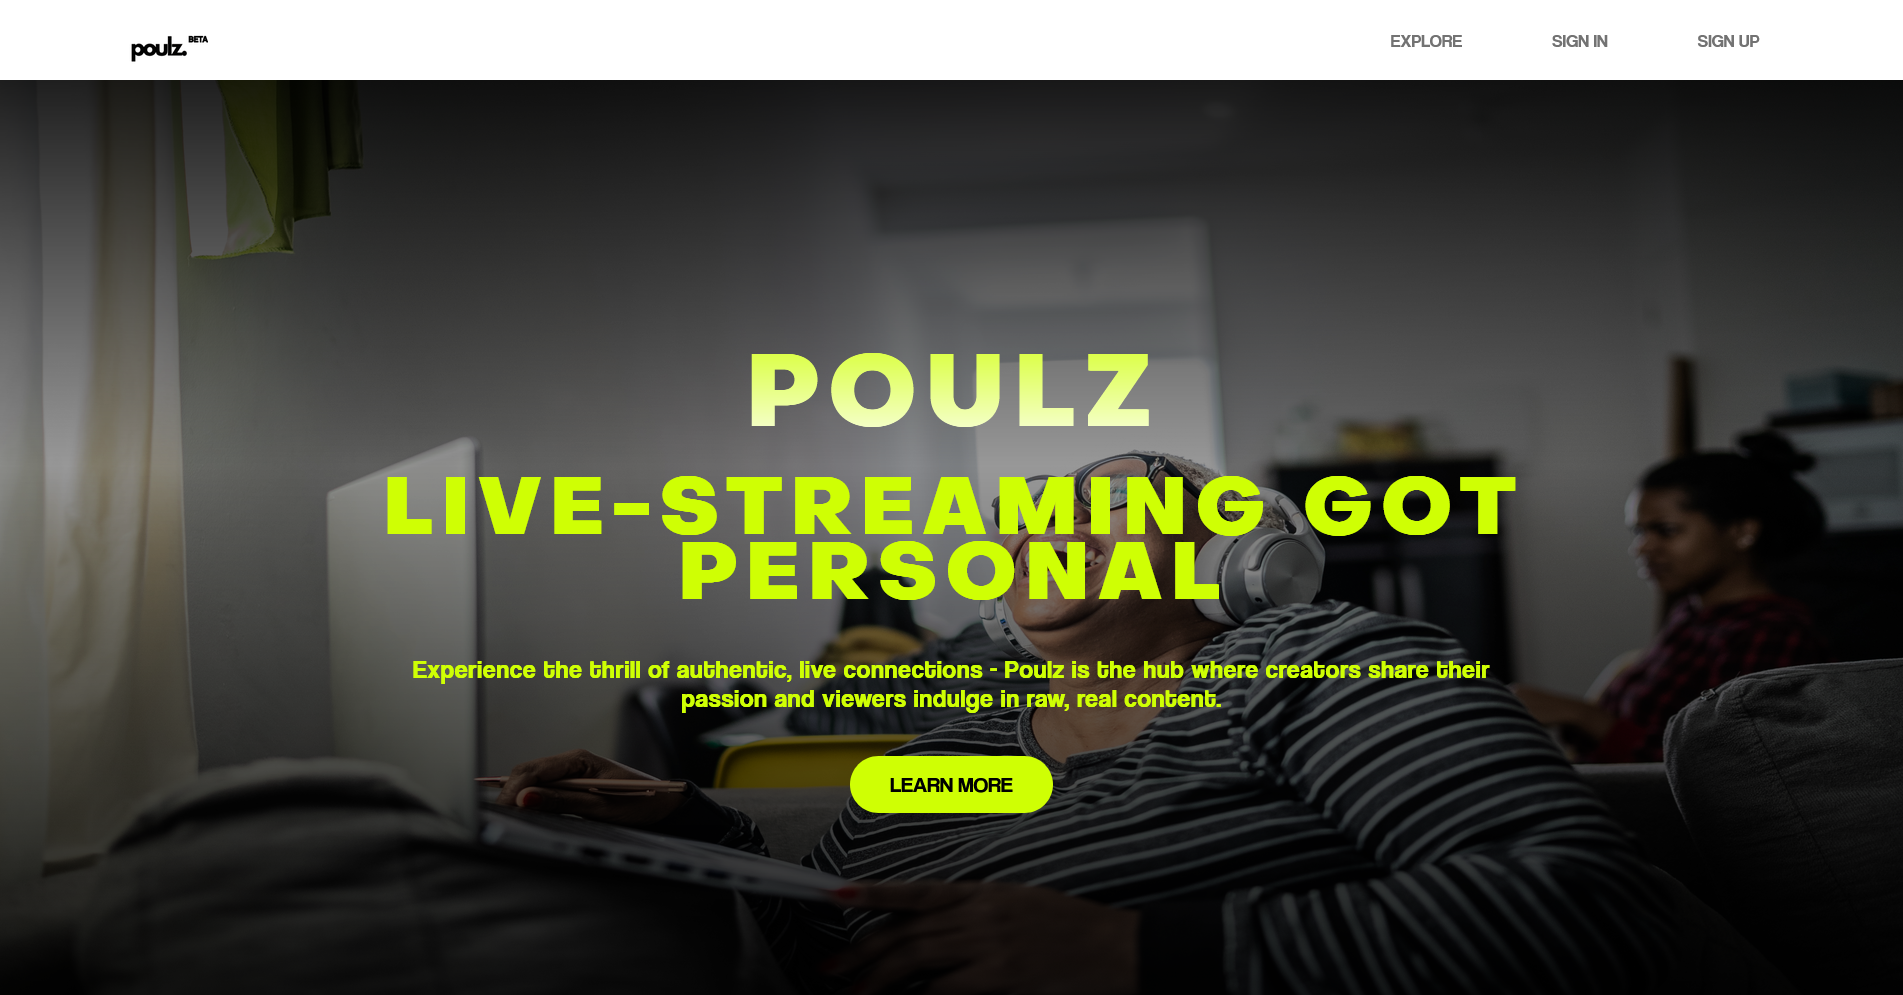 poulz. BETA
EXPLORE
SIGN IN
SIGN UP
POULZ
LIVE-STREAMING GOT
PERSONAL
Experience the thrill of authentic, live connections - Poulz is the hub where creators share their
passion and viewers indulge in raw, real content.
LEARN MORE